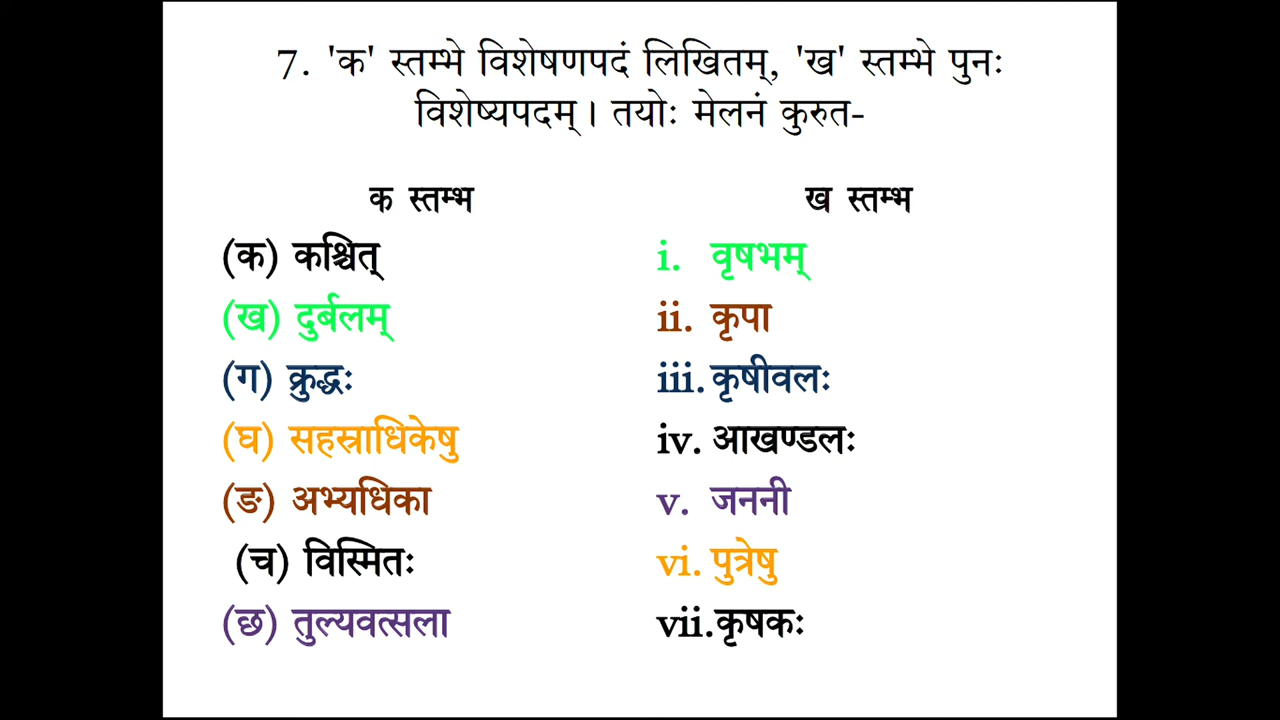 7. 'क' स्तम्भे विशेषणपदं लिखितम्, 'ख' स्तम्भे पुनः
विशेष्यपदम्। तयोः मेलनं कुरुत-
क स्तम्भ ख स्तम्भ
(क) कश्चित् i. वृषभम्
(ख) दुर्बलम् ii. कृपा
(ग) क्रुद्धः iii. कृषीवलः
(घ) सहस्राधिकेषु iv. आखण्डलः
(ङ) अभ्यधिका v. जननी
(च) विस्मितः vi. पुत्रेषु
(छ) तुल्यवत्सला vii. कृषकः